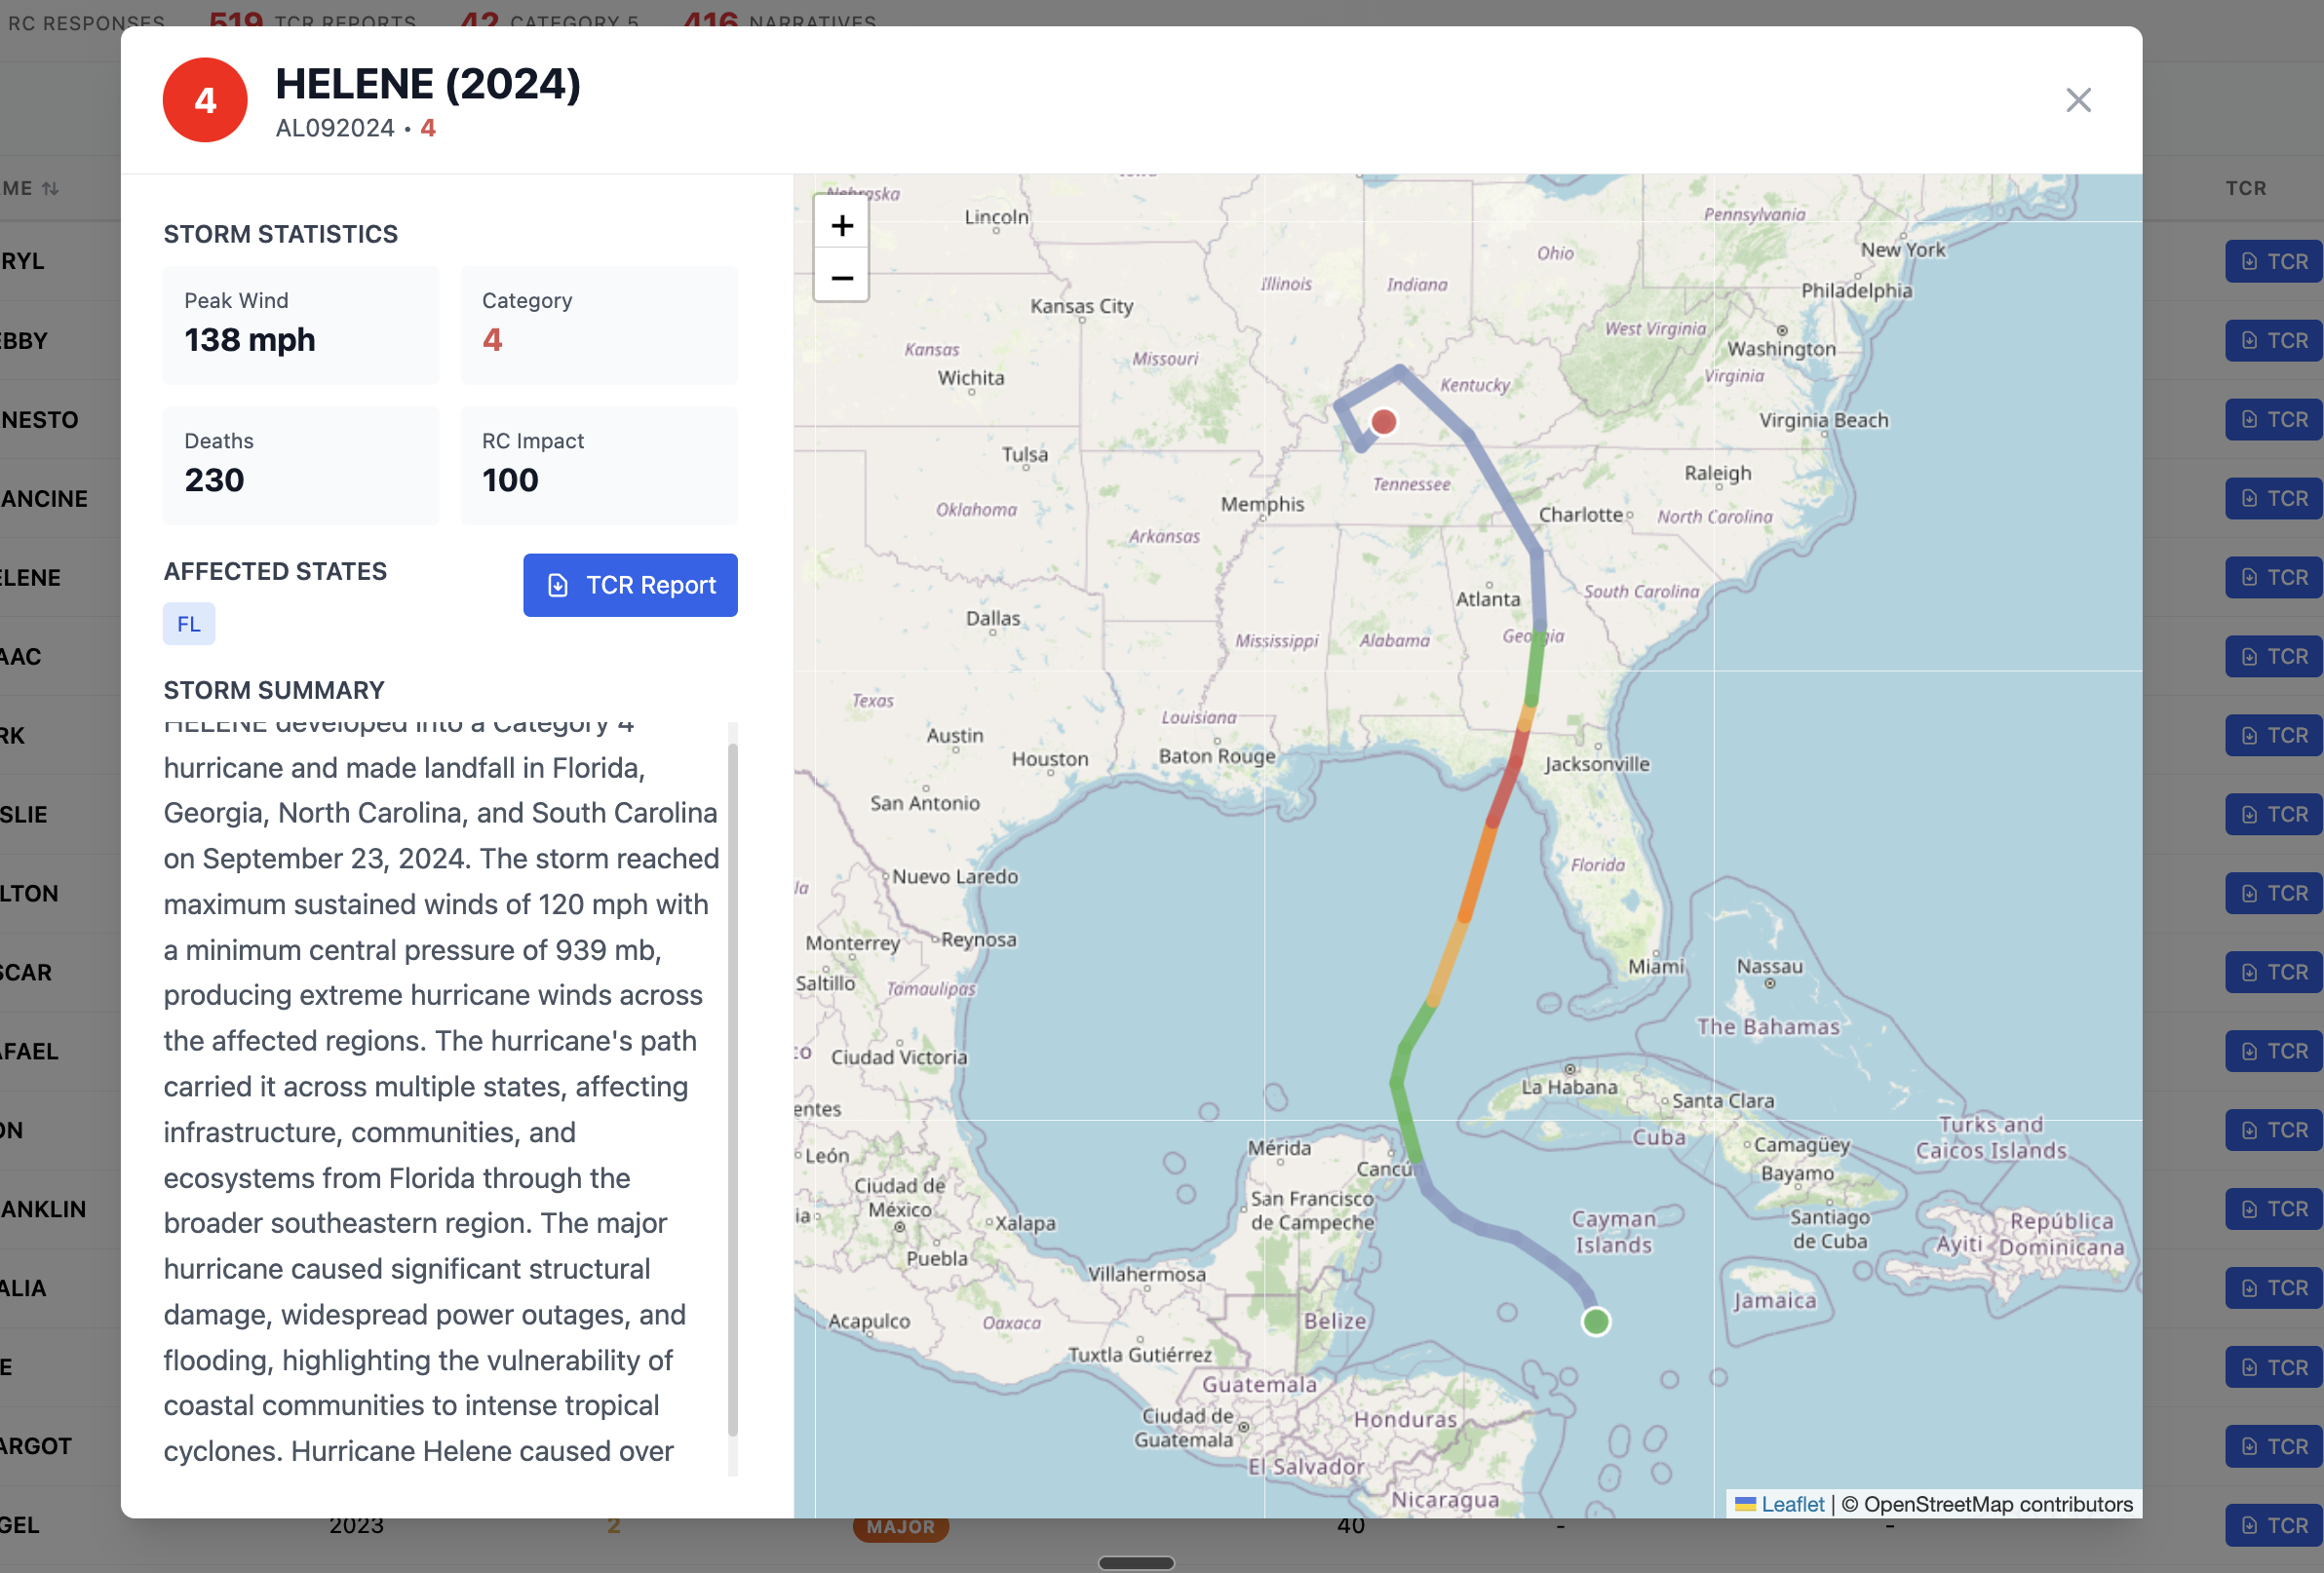 RC RESPONSES 519 TCR REPORTS 42 CATEGORY 5 416 NARRATIVES
4
HELENE (2024)
AL092024 • 4
STORM STATISTICS
Peak Wind
138 mph
Category
4
Deaths
230
RC Impact
100
AFFECTED STATES
FL
TCR Report
STORM SUMMARY
HELENE developed into a Category 4
hurricane and made landfall in Florida,
Georgia, North Carolina, and South Carolina
on September 23, 2024. The storm reached
maximum sustained winds of 120 mph with
a minimum central pressure of 939 mb,
producing extreme hurricane winds across
the affected regions. The hurricane's path
carried it across multiple states, affecting
infrastructure, communities, and
ecosystems from Florida through the
broader southeastern region. The major
hurricane caused significant structural
damage, widespread power outages, and
flooding, highlighting the vulnerability of
coastal communities to intense tropical
cyclones. Hurricane Helene caused over
+
−
Nebraska
Lincoln
Pennsylvania
New York
Ohio
Illinois
Indiana
Philadelphia
Kansas City
West Virginia
Washington
Kansas
Missouri
Wichita
Kentucky
Virginia
Virginia Beach
Tulsa
Raleigh
Tennessee
Memphis
Oklahoma
Charlotte
North Carolina
Arkansas
Atlanta
South Carolina
Dallas
Mississippi
Alabama
Georgia
Texas
Louisiana
Austin
Houston
Baton Rouge
Jacksonville
San Antonio
Florida
Nuevo Laredo
Monterrey
Reynosa
Miami
Nassau
Saltillo
Tamaulipas
The Bahamas
Ciudad Victoria
La Habana
Santa Clara
entes
Turks and
Caicos Islands
Cuba
Camagüey
Mérida
León
Cancún
Bayamo
Ciudad de
México
San Francisco
de Campeche
Xalapa
Cayman
Islands
Santiago
de Cuba
República
Dominicana
Ayiti
Puebla
Villahermosa
Jamaica
Acapulco
Oaxaca
Belize
Tuxtla Gutiérrez
Guatemala
Ciudad de
Guatemala
Honduras
El Salvador
Nicaragua
Leaflet | © OpenStreetMap contributors
ME
TCR
RYL
TCR
EBBY
TCR
NESTO
TCR
ANCINE
TCR
ELENE
TCR
AAC
TCR
RK
TCR
SLIE
TCR
LTON
TCR
SCAR
TCR
AFAEL
TCR
ON
TCR
ANKLIN
TCR
ALIA
TCR
E
TCR
ARGOT
TCR
GEL 2023 2 MAJOR 40 - - TCR